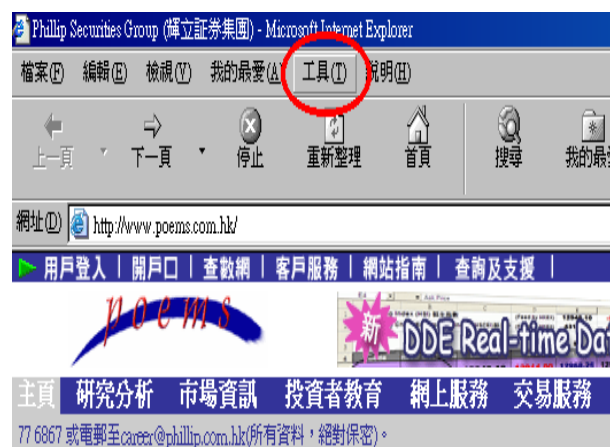 Phillip Securities Group (輝立証券集團) - Microsoft Internet Explorer
檔案(F) 編輯(E) 檢視(V) 我的最愛(A) 工具(T) 說明(H)
上一頁 下一頁 停止 重新整理 首頁 搜尋 我的最愛
網址(D) http://www.poems.com.hk/
用戶登入 | 開戶口 | 查數網 | 客戶服務 | 網站指南 | 查詢及支援 |
poems
新 DDE Real-time Dat
主頁 研究分析 市場資訊 投資者教育 網上服務 交易服務
77 6867 或電郵至career@phillip.com.hk(所有資料，絕對保密)。